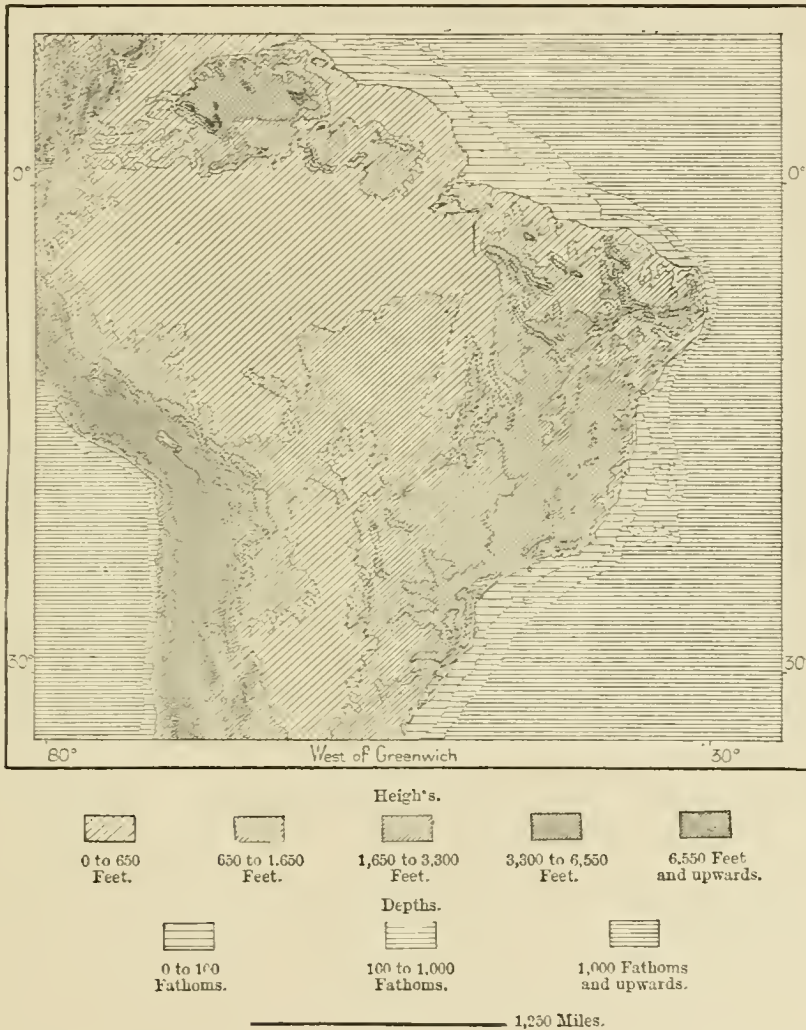 0°
0°
30°
30°
80°
West of Greenwich
30°
Heigh's.
0 to 650
Feet.
650 to 1.650
Feet.
1,650 to 3,300
Feet.
3,300 to 6,550
Feet.
6.550 Feet
and upwards.
Depths.
0 to 100
Fathoms.
100 to 1,000
Fathoms.
1,000 Fathoms
and upwards.
1,250 Miles.